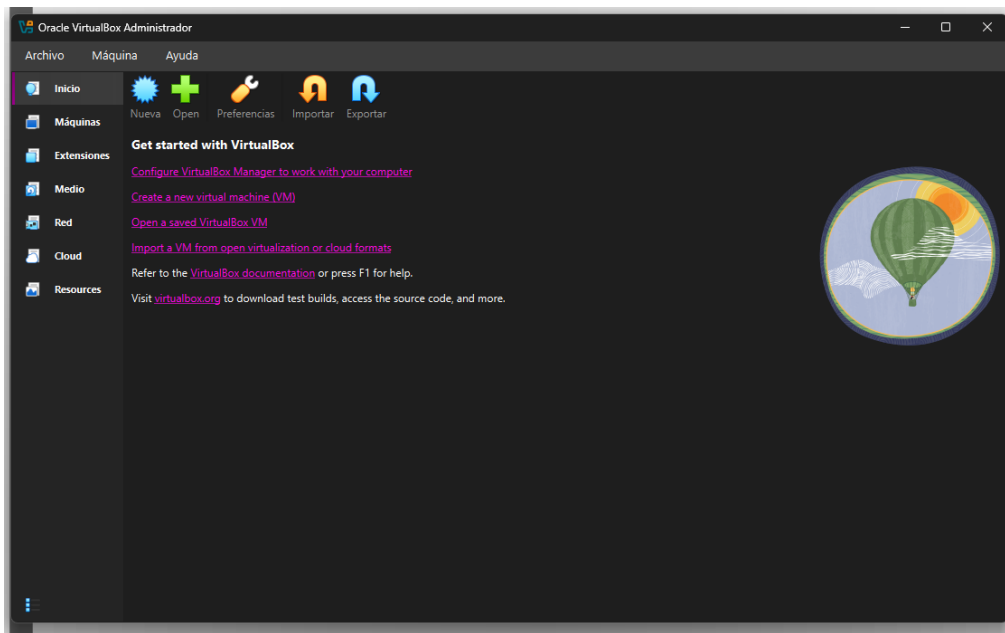 Oracle VirtualBox Administrador
Archivo Máquina Ayuda
Inicio
Máquinas
Extensiones
Medio
Red
Cloud
Resources
Nueva Open Preferencias Importar Exportar
Get started with VirtualBox
Configure VirtualBox Manager to work with your computer
Create a new virtual machine (VM)
Open a saved VirtualBox VM
Import a VM from open virtualization or cloud formats
Refer to the VirtualBox documentation or press F1 for help.
Visit virtualbox.org to download test builds, access the source code, and more.